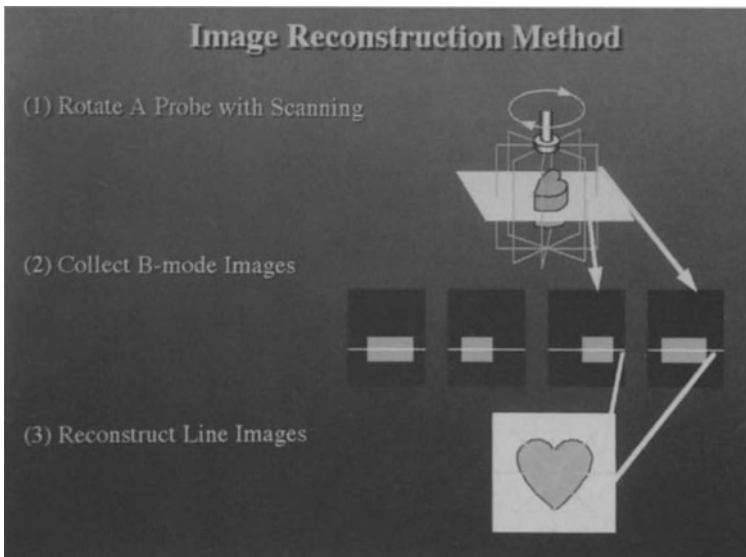 Image Reconstruction Method
(1) Rotate A Probe with Scanning
(2) Collect B-mode Images
(3) Reconstruct Line Images